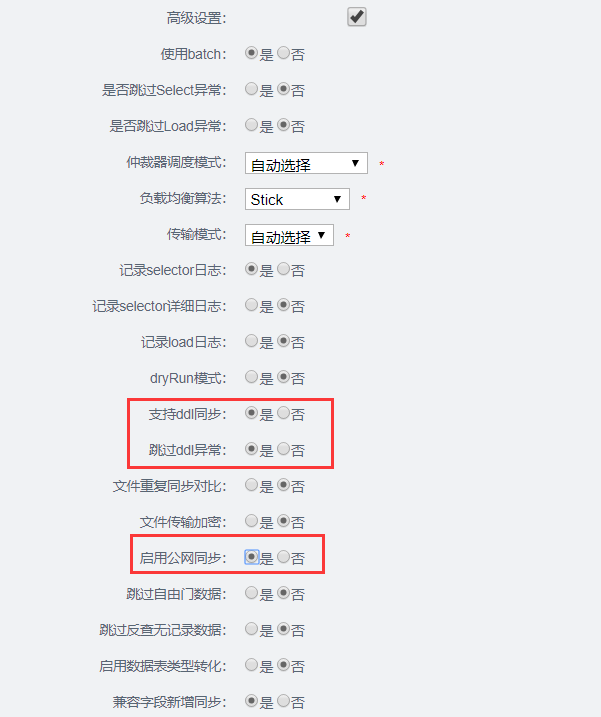 高级设置：
使用batch： 是 否
是否跳过Select异常： 是 否
是否跳过Load异常： 是 否
仲裁器调度模式： 自动选择 *
负载均衡算法： Stick *
传输模式： 自动选择 *
记录selector日志： 是 否
记录selector详细日志： 是 否
记录load日志： 是 否
dryRun模式： 是 否
支持ddl同步： 是 否
跳过ddl异常： 是 否
文件重复同步对比： 是 否
文件传输加密： 是 否
启用公网同步： 是 否
跳过自由门数据： 是 否
跳过反查无记录数据： 是 否
启用数据表类型转化： 是 否
兼容字段新增同步： 是 否